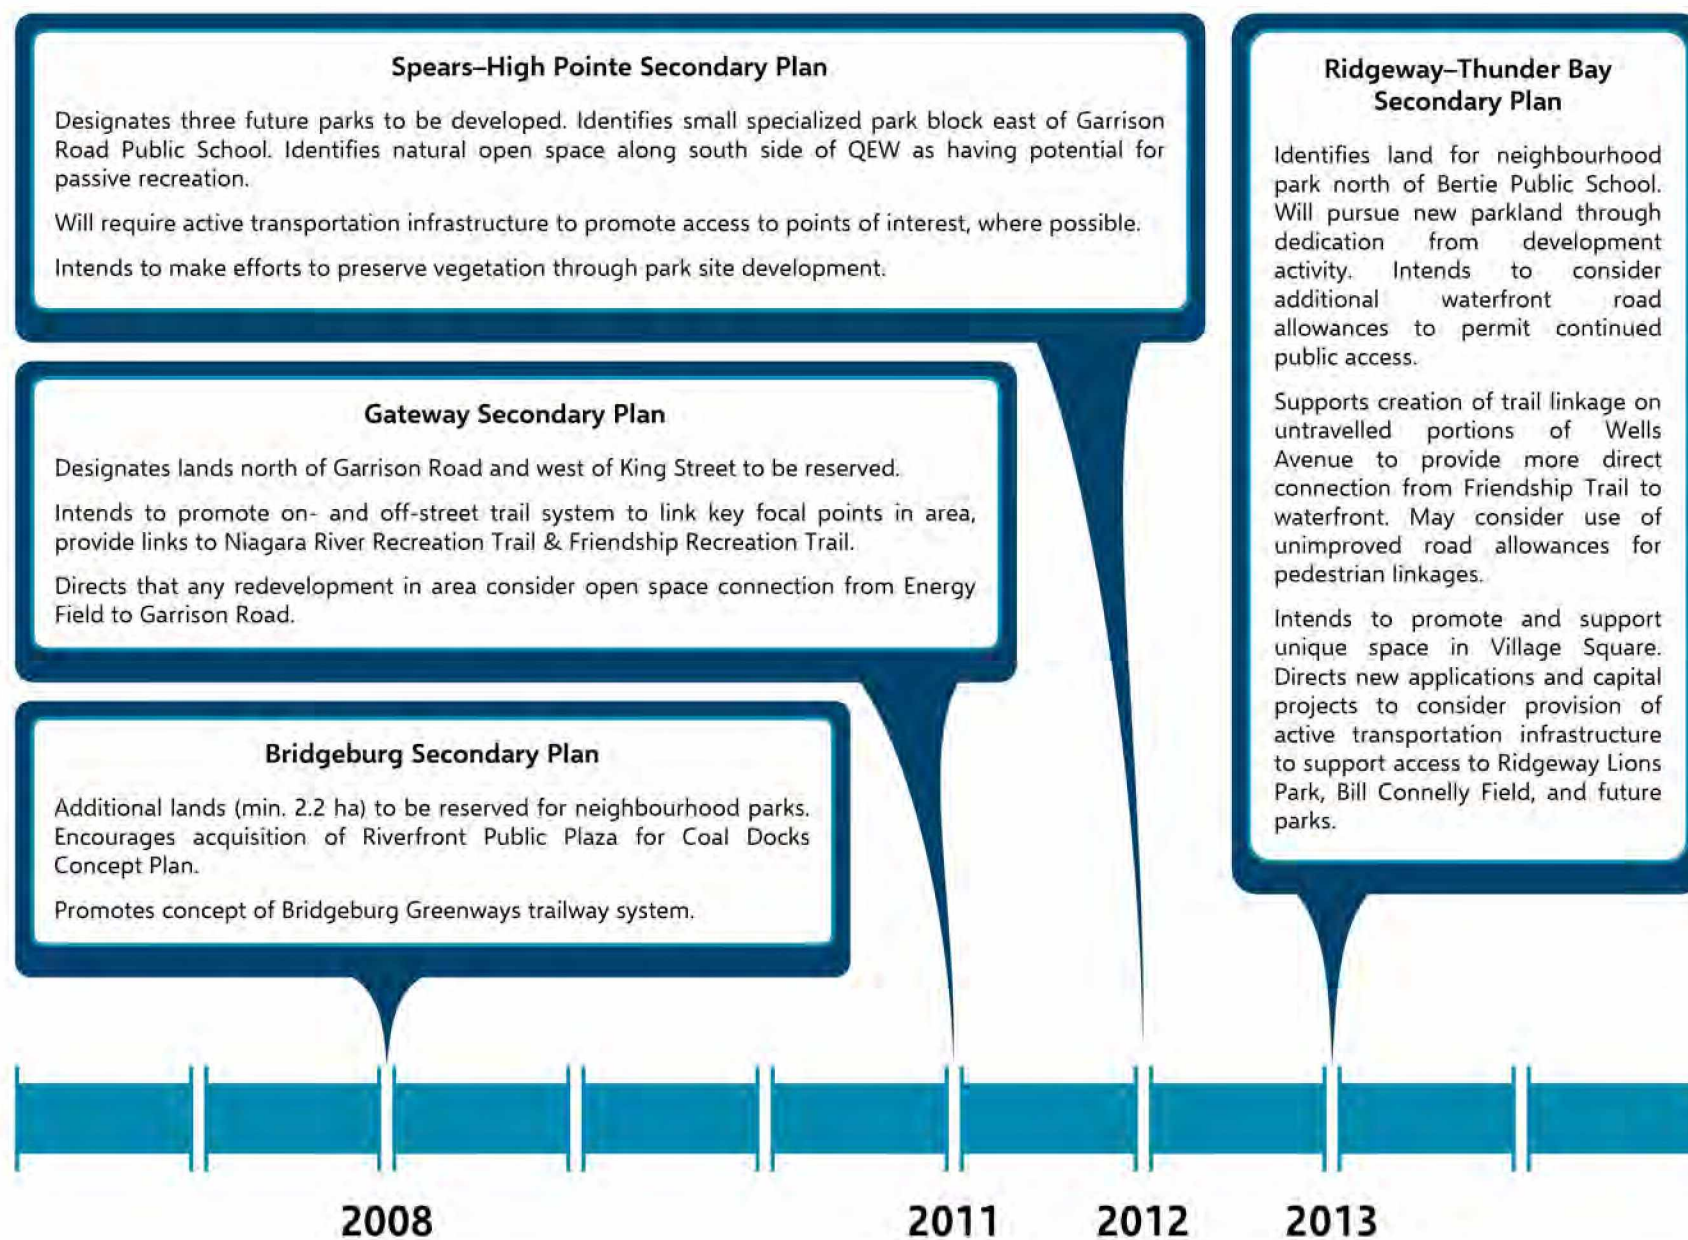 Spears–High Pointe Secondary Plan
Designates three future parks to be developed. Identifies small specialized park block east of Garrison
Road Public School. Identifies natural open space along south side of QEW as having potential for
passive recreation.
Will require active transportation infrastructure to promote access to points of interest, where possible.
Intends to make efforts to preserve vegetation through park site development.
Gateway Secondary Plan
Designates lands north of Garrison Road and west of King Street to be reserved.
Intends to promote on- and off-street trail system to link key focal points in area,
provide links to Niagara River Recreation Trail & Friendship Recreation Trail.
Directs that any redevelopment in area consider open space connection from Energy
Field to Garrison Road.
Bridgeburg Secondary Plan
Additional lands (min. 2.2 ha) to be reserved for neighbourhood parks.
Encourages acquisition of Riverfront Public Plaza for Coal Docks
Concept Plan.
Promotes concept of Bridgeburg Greenways trailway system.
Ridgeway–Thunder Bay
Secondary Plan
Identifies land for neighbourhood
park north of Bertie Public School.
Will pursue new parkland through
dedication from development
activity. Intends to consider
additional waterfront road
allowances to permit continued
public access.
Supports creation of trail linkage on
untravelled portions of Wells
Avenue to provide more direct
connection from Friendship Trail to
waterfront. May consider use of
unimproved road allowances for
pedestrian linkages.
Intends to promote and support
unique space in Village Square.
Directs new applications and capital
projects to consider provision of
active transportation infrastructure
to support access to Ridgeway Lions
Park, Bill Connelly Field, and future
parks.
2008
2011
2012
2013